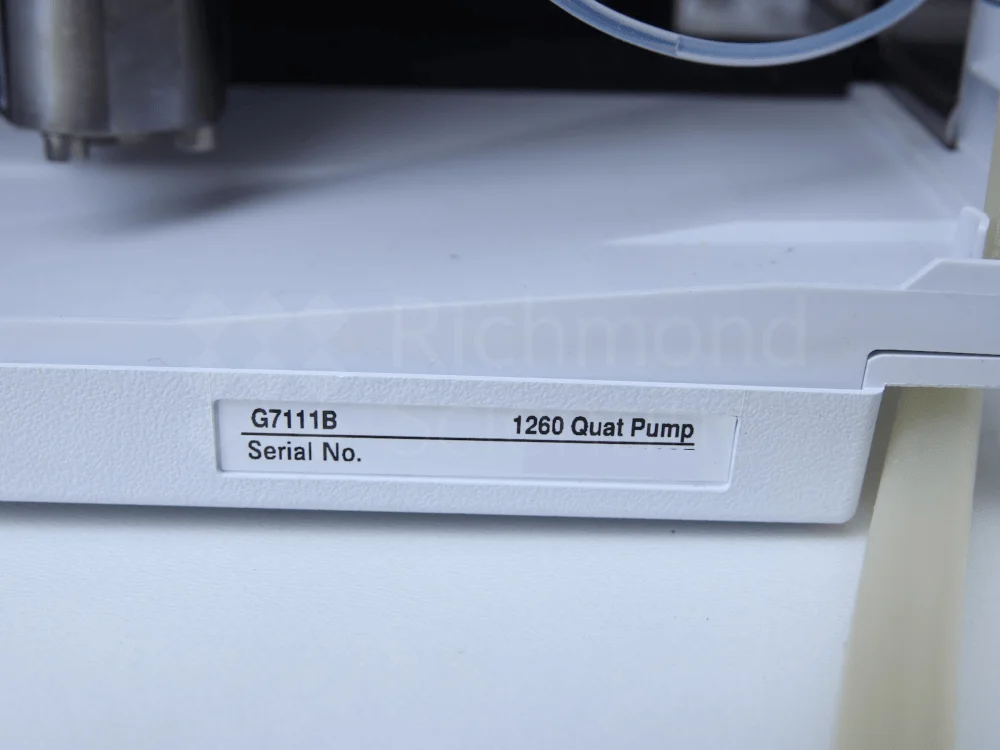 Richmond
G7111B 1260 Quat Pump
Serial No.